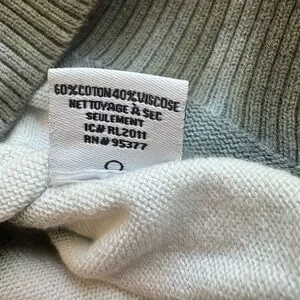 60%COTON 40%VISCOSE
NETTOYAGE À SEC
SEULEMENT
IC# RL2011
RN# 95377